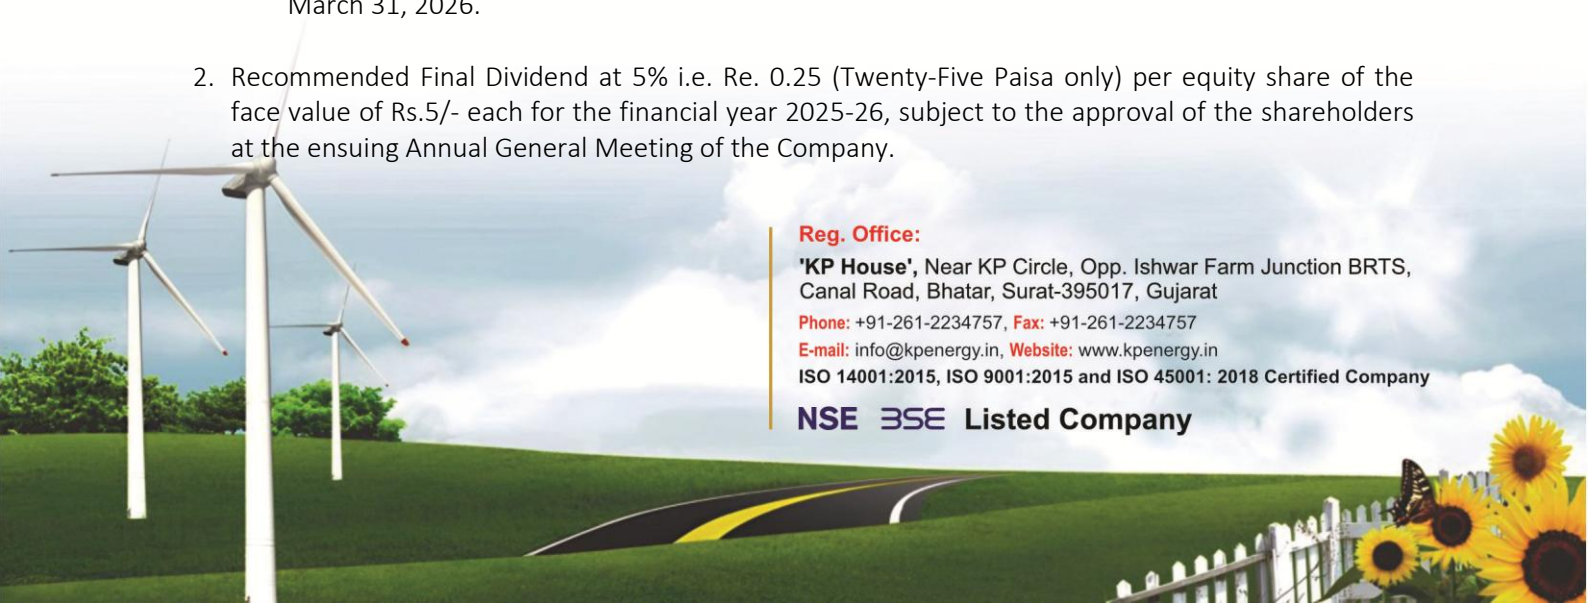 March 31, 2026.
2. Recommended Final Dividend at 5% i.e. Re. 0.25 (Twenty-Five Paisa only) per equity share of the
face value of Rs.5/- each for the financial year 2025-26, subject to the approval of the shareholders
at the ensuing Annual General Meeting of the Company.
Reg. Office:
'KP House', Near KP Circle, Opp. Ishwar Farm Junction BRTS,
Canal Road, Bhatar, Surat-395017, Gujarat
Phone: +91-261-2234757, Fax: +91-261-2234757
E-mail: info@kpenergy.in, Website: www.kpenergy.in
ISO 14001:2015, ISO 9001:2015 and ISO 45001: 2018 Certified Company
NSE BSE Listed Company